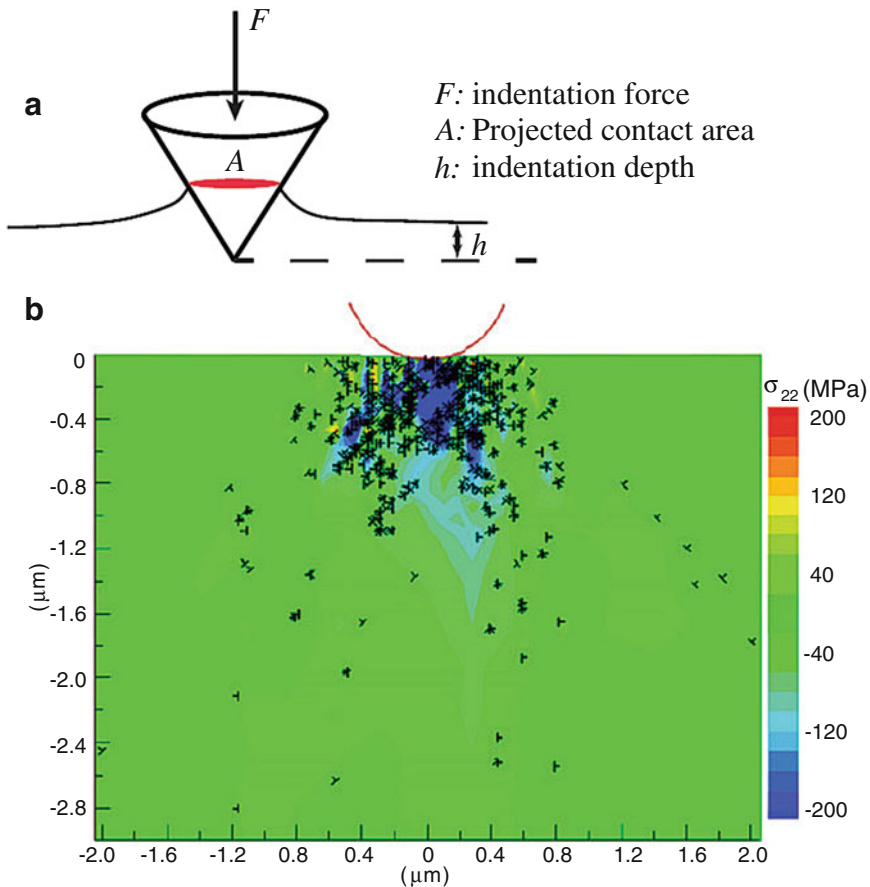 F
a
F: indentation force
A: Projected contact area
h: indentation depth
A
h
b
σ22 (MPa)
0
-0.4
-0.8
-1.2
-1.6
-2.0
-2.4
-2.8
(μm)
200
120
40
-40
-120
-200
-2.0 -1.6 -1.2 0.8 0.4 0 0.4 1.2 1.2 1.6 2.0
(μm)